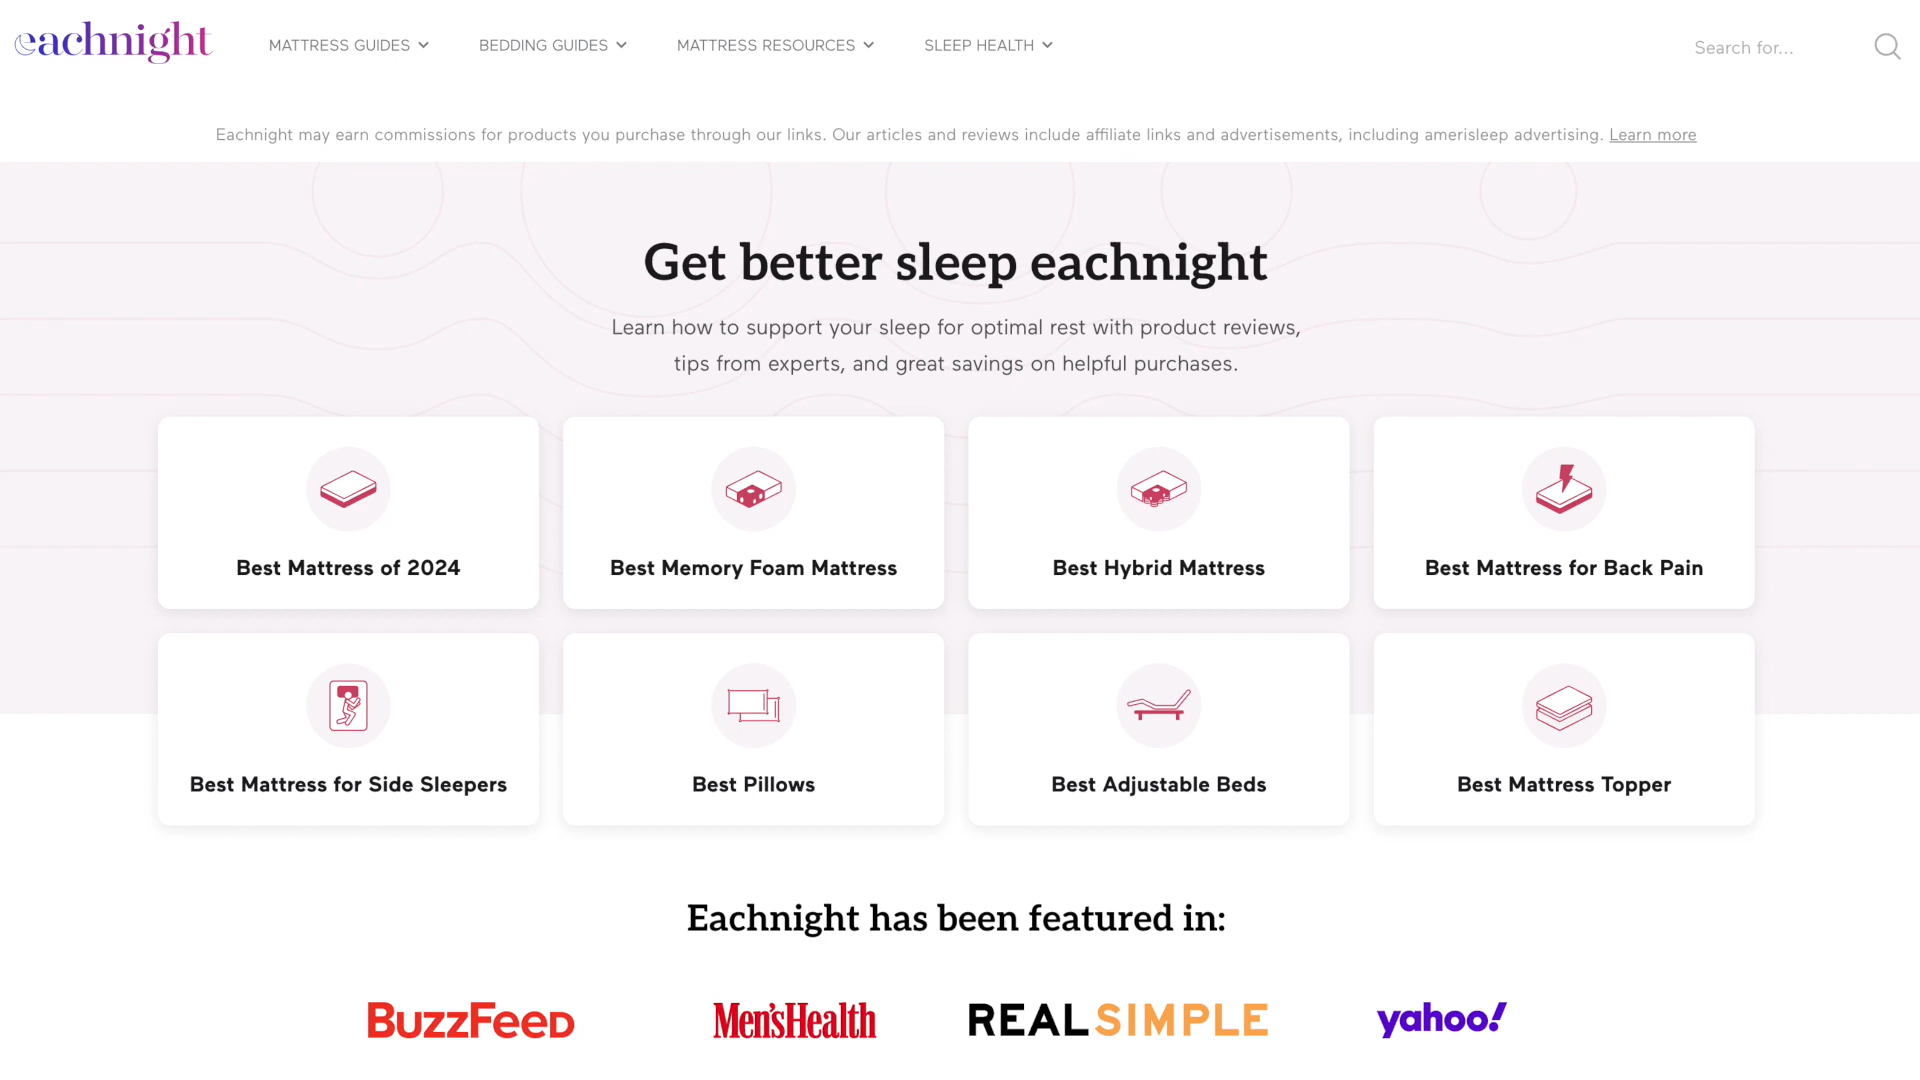 eachnight
MATTRESS GUIDES
BEDDING GUIDES
MATTRESS RESOURCES
SLEEP HEALTH
Search for...
Eachnight may earn commissions for products you purchase through our links. Our articles and reviews include affiliate links and advertisements, including amerisleep advertising. Learn more
Get better sleep eachnight
Learn how to support your sleep for optimal rest with product reviews,
tips from experts, and great savings on helpful purchases.
Best Mattress of 2024
Best Memory Foam Mattress
Best Hybrid Mattress
Best Mattress for Back Pain
Best Mattress for Side Sleepers
Best Pillows
Best Adjustable Beds
Best Mattress Topper
Eachnight has been featured in:
BuzzFeed
Men'sHealth
REAL SIMPLE
yahoo!